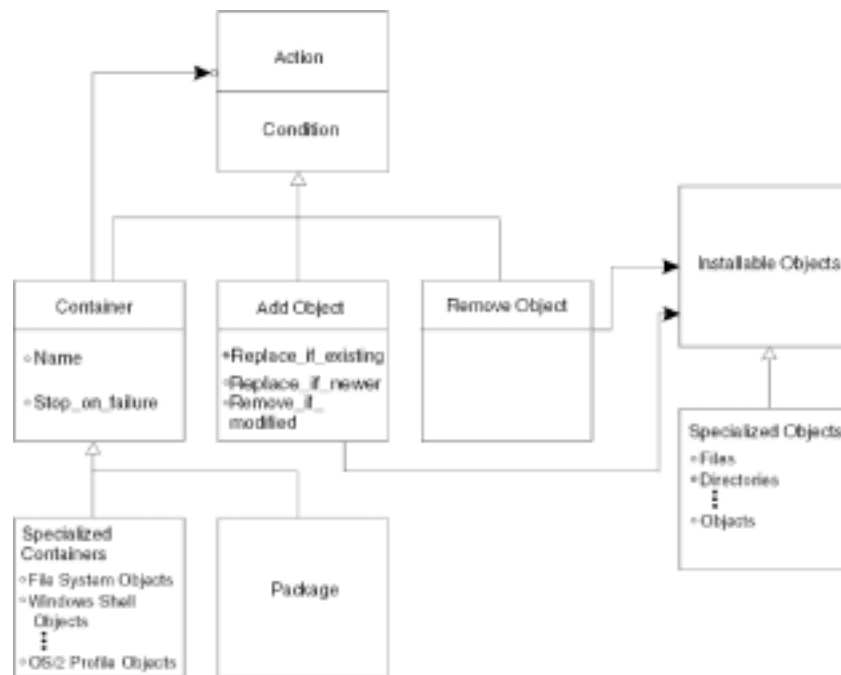 Action
Condition
Container
Name
Stop_on_failure
Add Object
Replace_if_existing
Replace_if_newer
Remove_if_
modified
Remove Object
Installable Objects
Specialized Objects
Files
Directories
Objects
Specialized
Containers
File System Objects
Windows Shell
Objects
OS/2 Profile Objects
Package